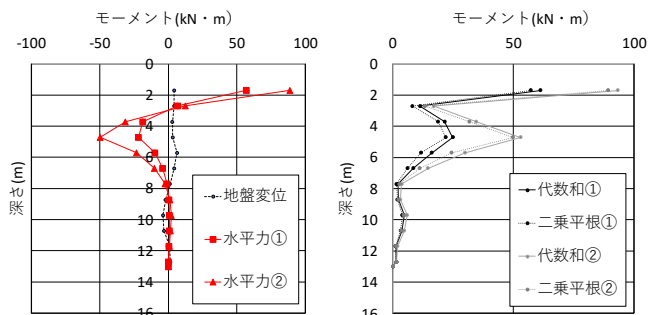 モーメント(kN・m)
-100 -50 0 50 100
0
2
4
6
8
10
12
14
16
深さ(m)
地盤変位
水平力①
水平力②
モーメント(kN・m)
0 50 100
0
2
4
6
8
10
12
14
16
深さ(m)
代数和①
二乗平根①
代数和②
二乗平根②